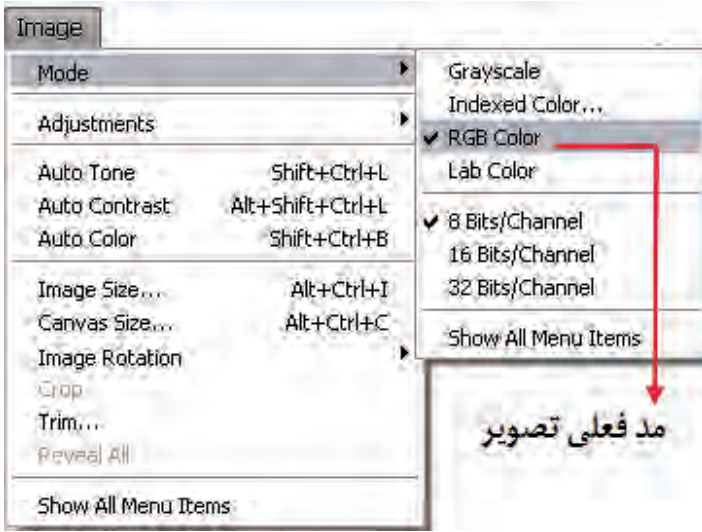 Image
Mode
Adjustments
Auto Tone Shift+Ctrl+L
Auto Contrast Alt+Shift+Ctrl+L
Auto Color Shift+Ctrl+B
Image Size... Alt+Ctrl+I
Canvas Size... Alt+Ctrl+C
Image Rotation
Crop
Trim...
Reveal All
Show All Menu Items
Grayscale
Indexed Color...
RGB Color
Lab Color
8 Bits/Channel
16 Bits/Channel
32 Bits/Channel
Show All Menu Items
مد فعلی تصویر